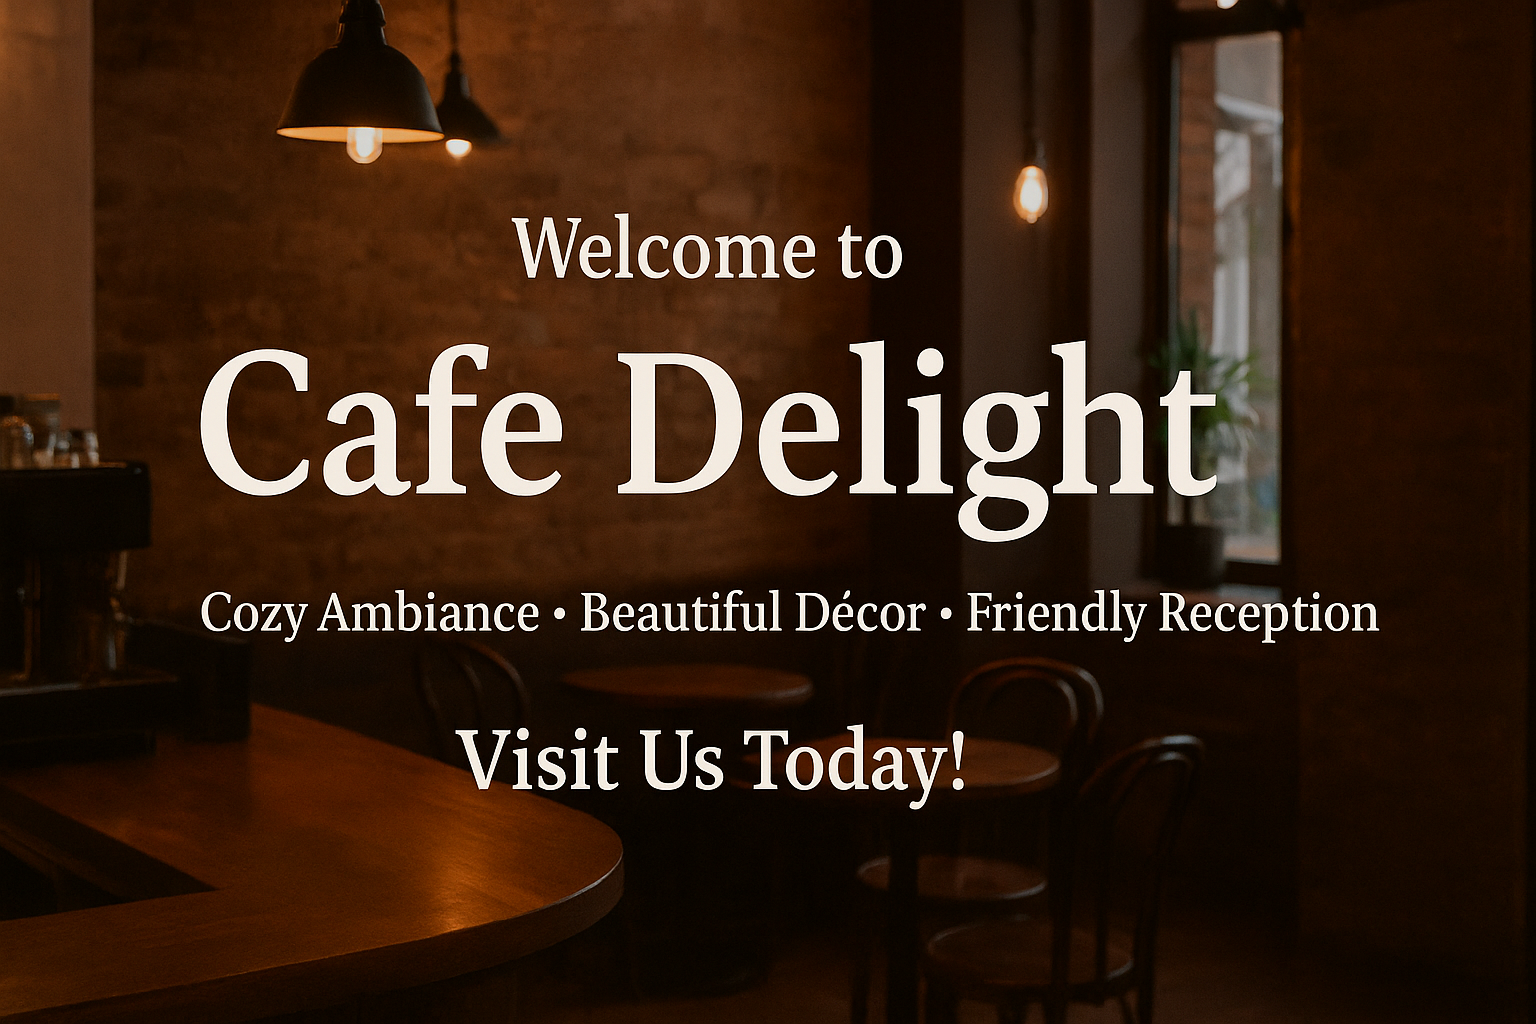 Welcome to
Cafe Delight
Cozy Ambiance • Beautiful Décor • Friendly Reception
Visit Us Today!